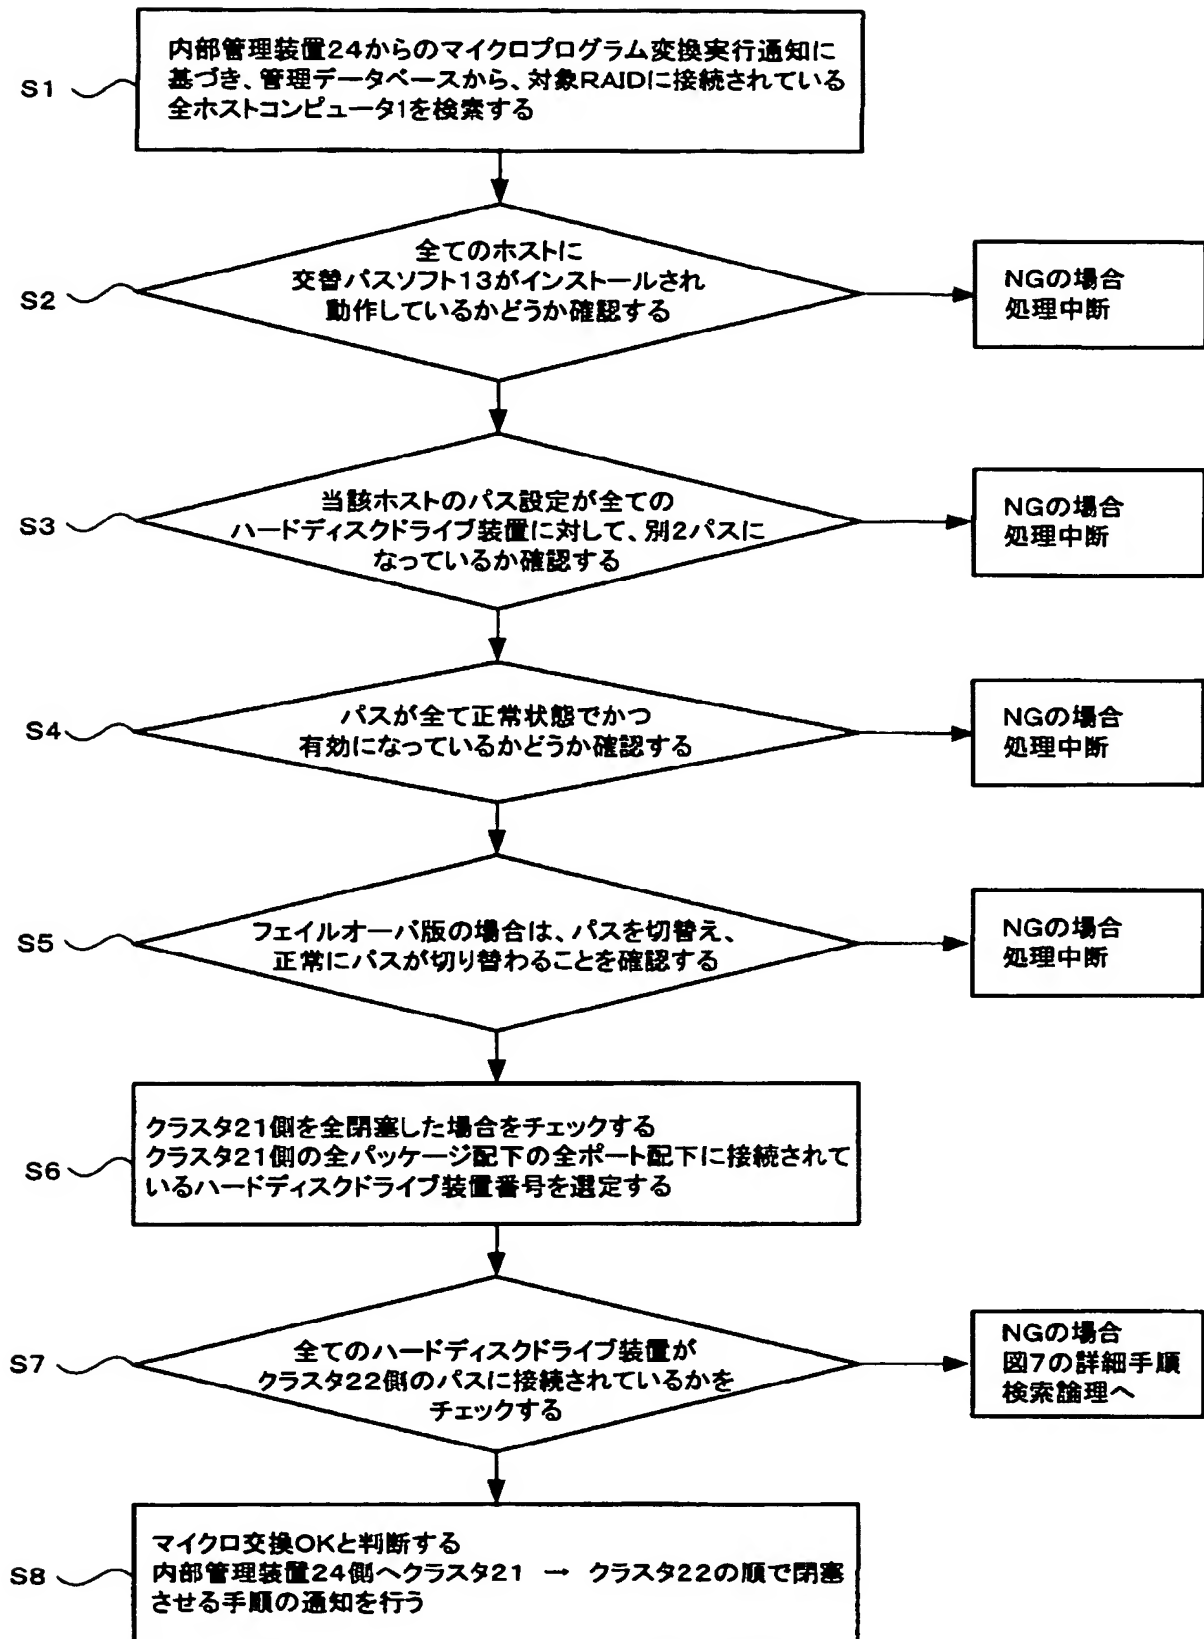 内部管理装置24からのマイクロプログラム変換実行通知に
基づき、管理データベースから、対象RAIDに接続されている
全ホストコンピュータ1を検索する
S1
全てのホストに
交替パスソフト13がインストールされ
動作しているかどうか確認する
S2
NGの場合
処理中断
当該ホストのパス設定が全ての
ハードディスクドライブ装置に対して、別2パスに
なっているか確認する
S3
NGの場合
処理中断
パスが全て正常状態でかつ
有効になっているかどうか確認する
S4
NGの場合
処理中断
フェイルオーバ版の場合は、パスを切替え、
正常にパスが切り替わることを確認する
S5
NGの場合
処理中断
クラスタ21側を全閉塞した場合をチェックする
クラスタ21側の全パッケージ配下の全ポート配下に接続されて
いるハードディスクドライブ装置番号を選定する
S6
全てのハードディスクドライブ装置が
クラスタ22側のパスに接続されているかを
チェックする
S7
NGの場合
図7の詳細手順
検索論理へ
マイクロ交換OKと判断する
内部管理装置24側へクラスタ21 → クラスタ22の順で閉塞
させる手順の通知を行う
S8